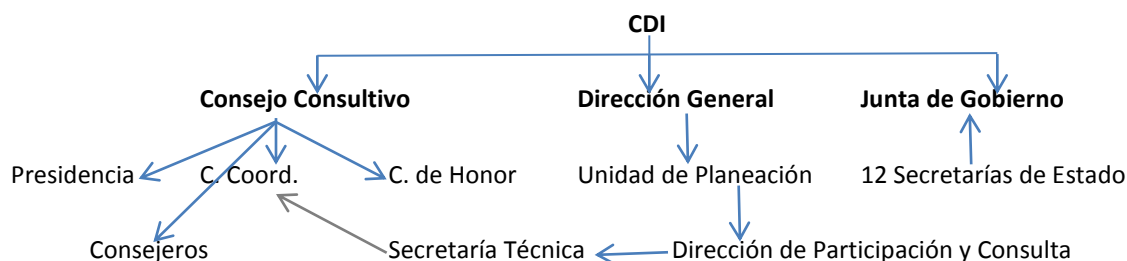 CDI
Consejo Consultivo Dirección General Junta de Gobierno
Presidencia C. Coord. C. de Honor Unidad de Planeación 12 Secretarías de Estado
Consejeros Secretaría Técnica Dirección de Participación y Consulta